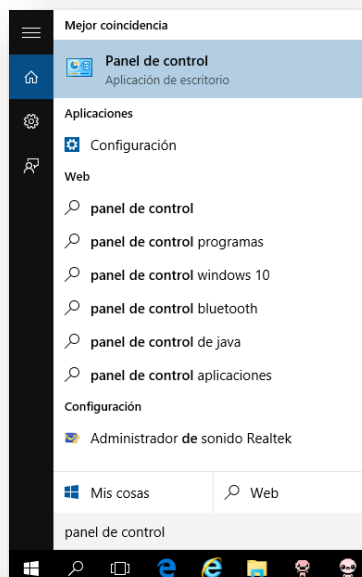 Mejor coincidencia
Panel de control
Aplicación de escritorio
Aplicaciones
Configuración
Web
panel de control
panel de control programas
panel de control windows 10
panel de control bluetooth
panel de control de java
panel de control aplicaciones
Configuración
Administrador de sonido Realtek
Mis cosas
Web
panel de control